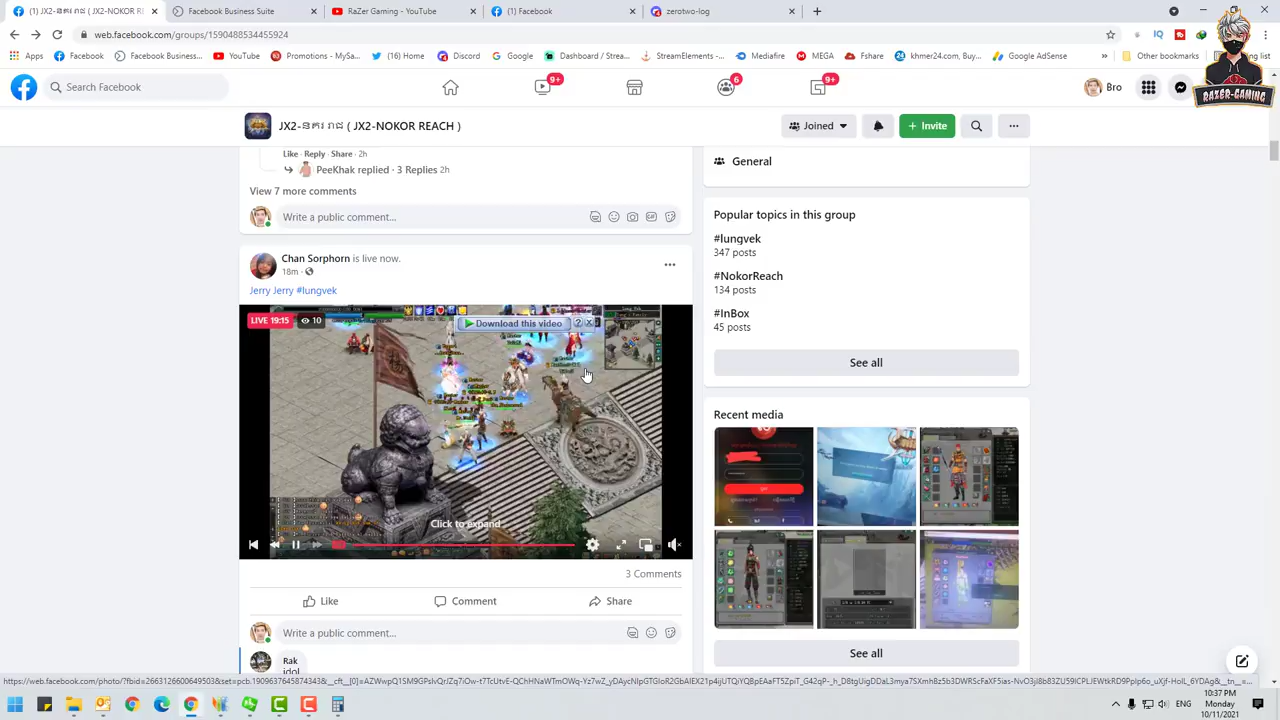 (1) JX2-នគររាជ ( JX2-NOKOR RE
Facebook Business Suite
RaZer Gaming - YouTube
(1) Facebook
zerotwo-log
web.facebook.com/groups/1590488534455924
Apps
Facebook
Facebook Business...
YouTube
Promotions - MySa...
(98) Home
Discord
Google
Dashboard / Strea...
StreamElements -...
Mediafire
MEGA
Fshare
khmer24.com, Buy...
Google AdSense
Other bookmarks
RAZER-GAMING
Search Facebook
9+
6
9+
Bro
JX2-នគររាជ ( JX2-NOKOR REACH )
Joined
+ Invite
Like · Reply · Share · 2h
PeeKhak replied · 3 Replies 2h
View 7 more comments
Write a public comment...
Chan Sorphorn is live now.
18m ·
Jerry Jerry #lungvek
LIVE 19:15
10
Download this video
Click to expand
3 Comments
Like
Comment
Share
Write a public comment...
Rak
idol
General
Popular topics in this group
#lungvek
347 posts
#NokorReach
134 posts
#InBox
45 posts
See all
Recent media
See all
ENG
10:37 PM
Monday
10/11/2021